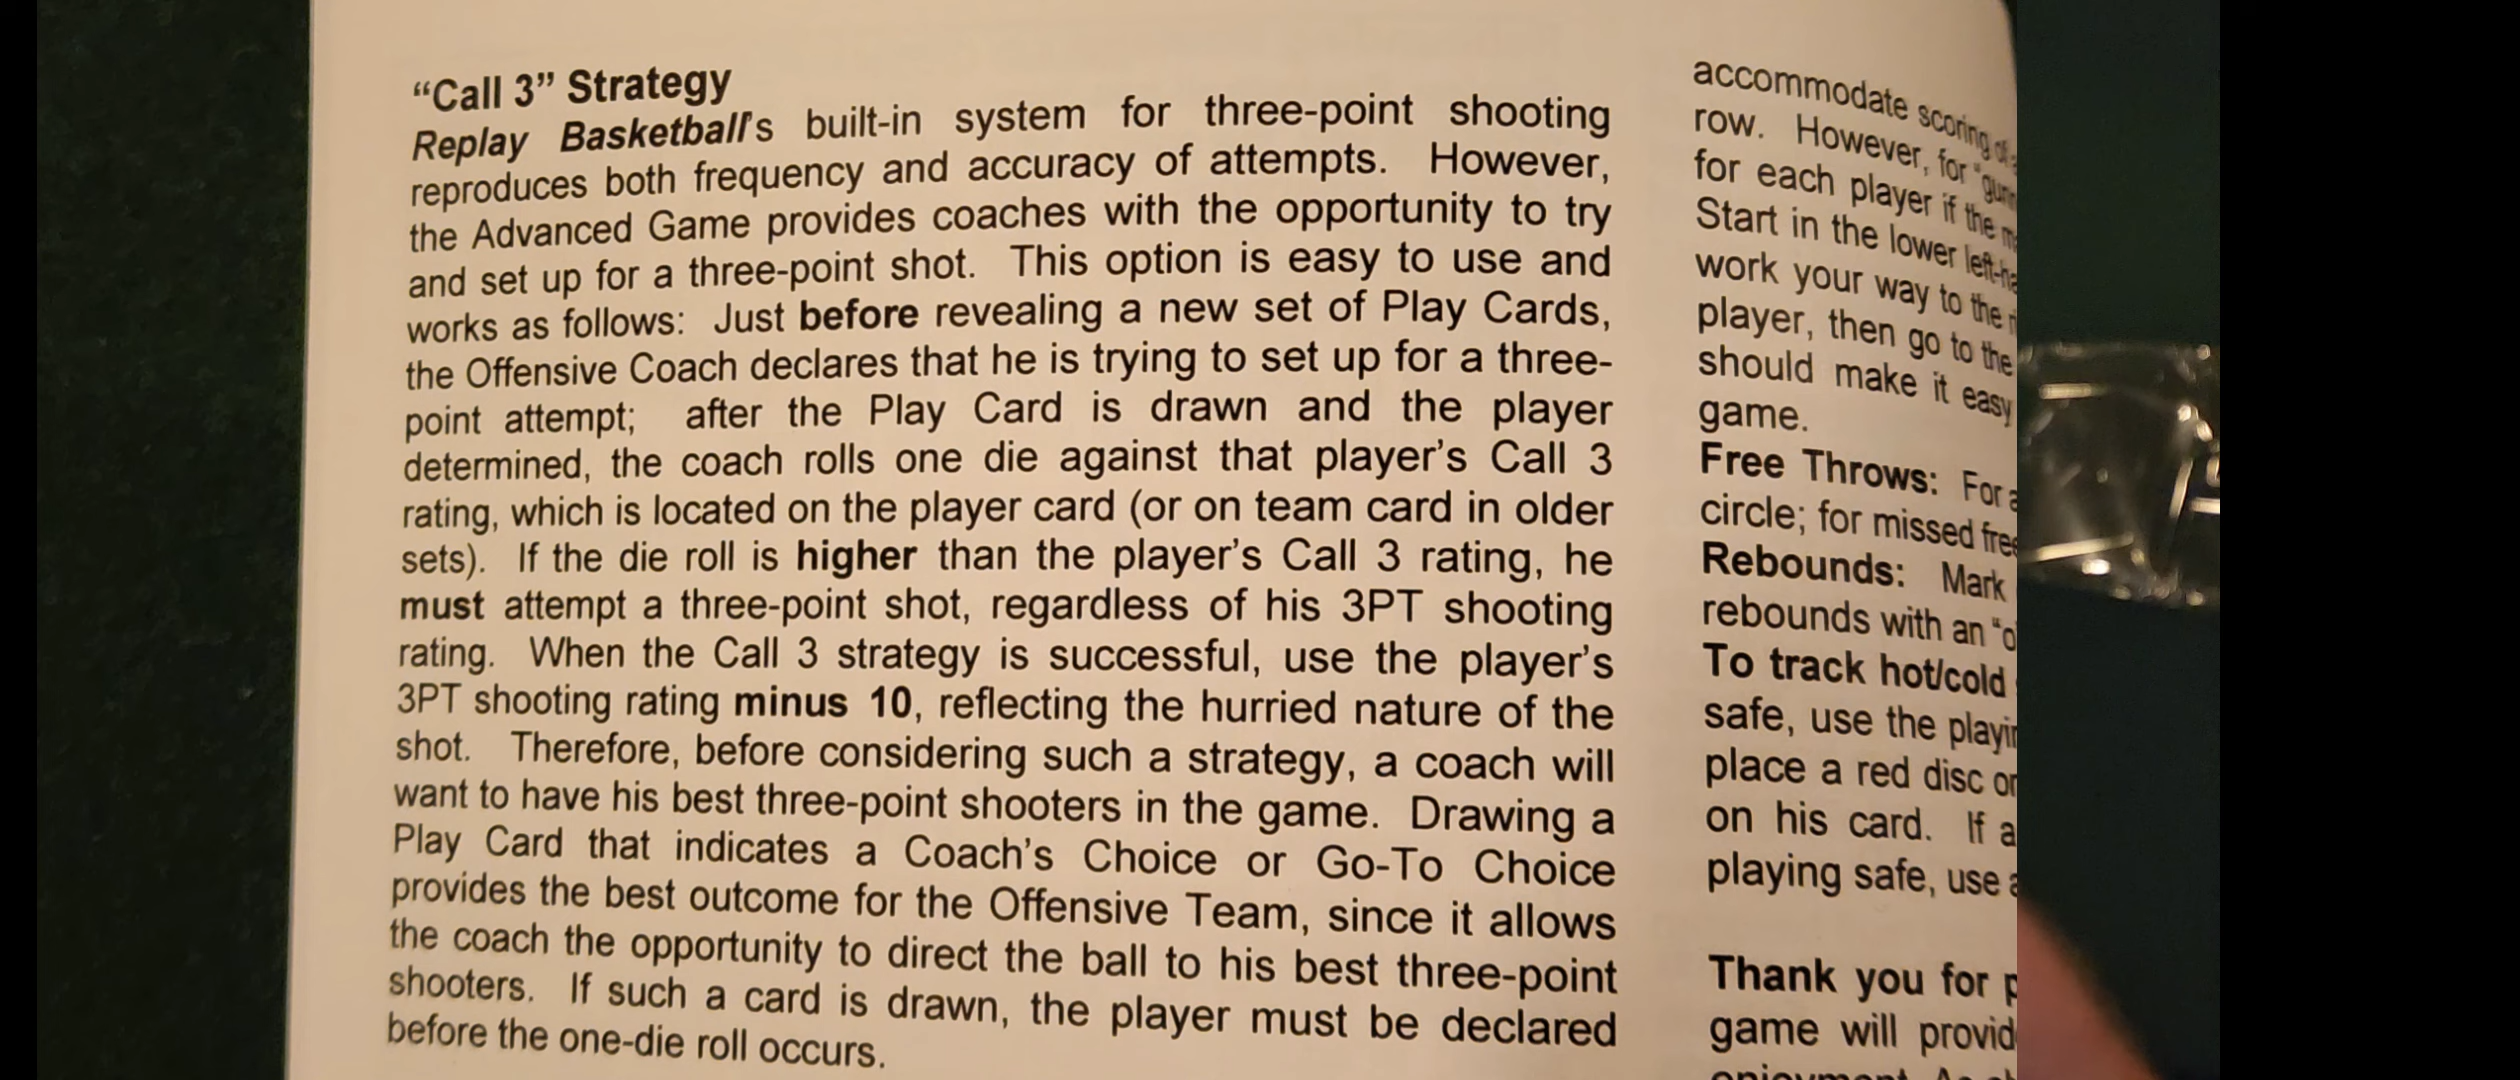 “Call 3” Strategy
Replay Basketball's built-in system for three-point shooting
reproduces both frequency and accuracy of attempts. However,
the Advanced Game provides coaches with the opportunity to try
and set up for a three-point shot. This option is easy to use and
works as follows: Just before revealing a new set of Play Cards,
the Offensive Coach declares that he is trying to set up for a three-
point attempt; after the Play Card is drawn and the player
determined, the coach rolls one die against that player's Call 3
rating, which is located on the player card (or on team card in older
sets). If the die roll is higher than the player's Call 3 rating, he
must attempt a three-point shot, regardless of his 3PT shooting
rating. When the Call 3 strategy is successful, use the player's
3PT shooting rating minus 10, reflecting the hurried nature of the
shot. Therefore, before considering such a strategy, a coach will
want to have his best three-point shooters in the game. Drawing a
Play Card that indicates a Coach's Choice or Go-To Choice
provides the best outcome for the Offensive Team, since it allows
the coach the opportunity to direct the ball to his best three-point
shooters. If such a card is drawn, the player must be declared
before the one-die roll occurs.
accommodate scoring of
row. However, for
for each player if the
Start in the lower
work your way to the
player, then go to the
should make it easy
game.
Free Throws: For
circle; for missed
Rebounds: Mark
rebounds with an
To track hot/cold
safe, use the
place a red disc
on his card. If
playing safe, use
Thank you for
game will